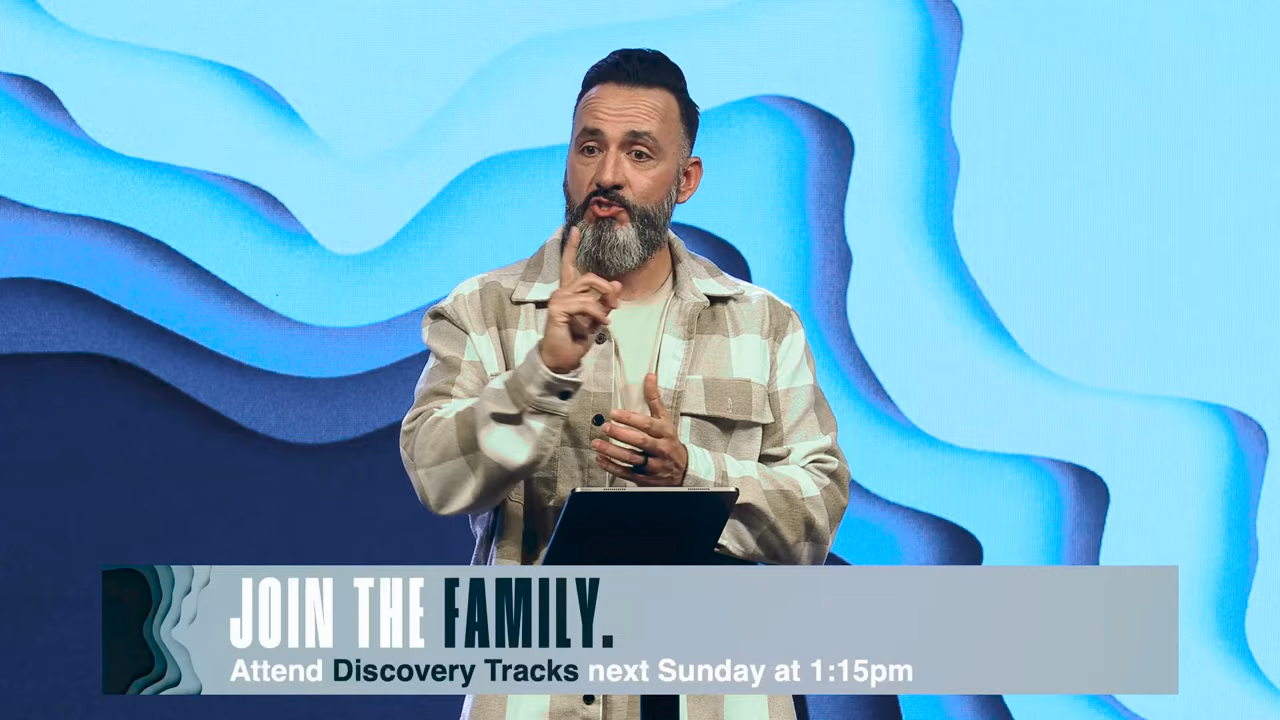 JOIN THE FAMILY.
Attend Discovery Tracks next Sunday at 1:15pm